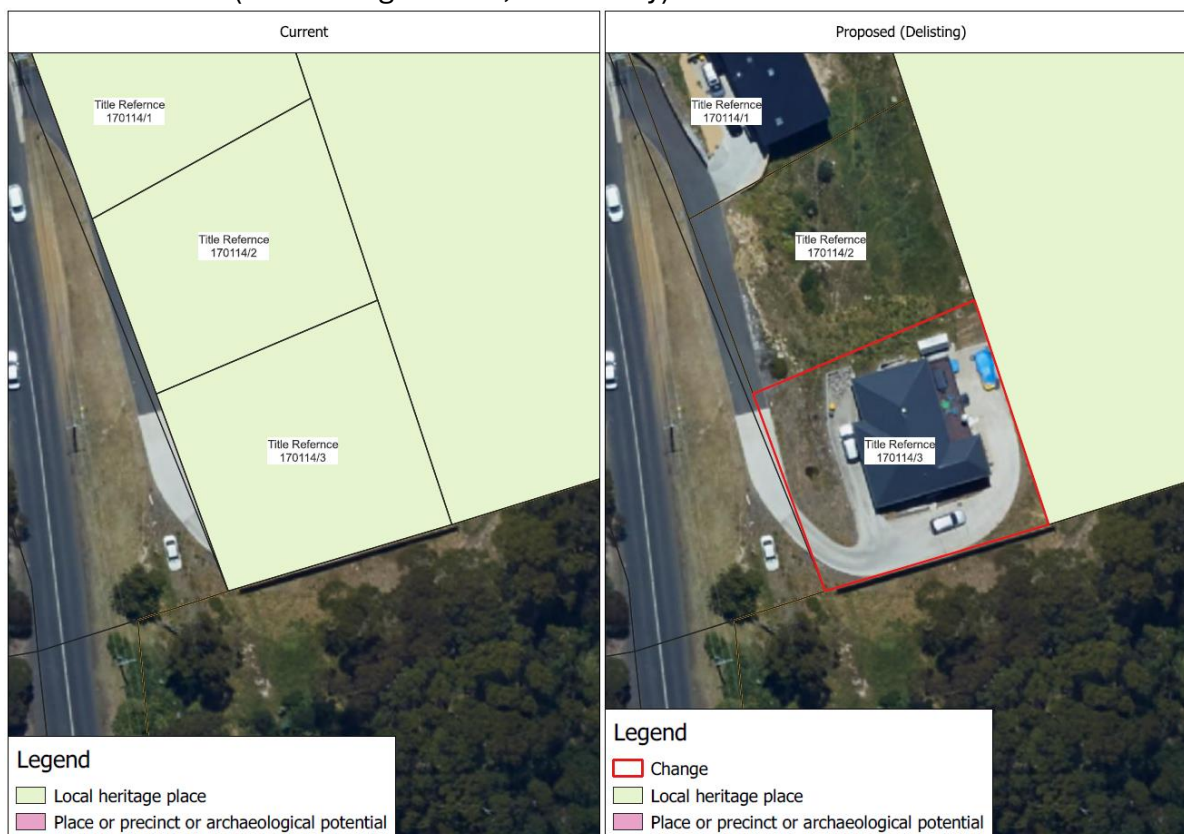 Current
Title Refernce
170114/1
Title Refernce
170114/2
Title Refernce
170114/3
Legend
Local heritage place
Place or precinct or archaeological potential
Proposed (Delisting)
Title Refernce
170114/1
Title Refernce
170114/2
Title Refernce
170114/3
Legend
Change
Local heritage place
Place or precinct or archaeological potential